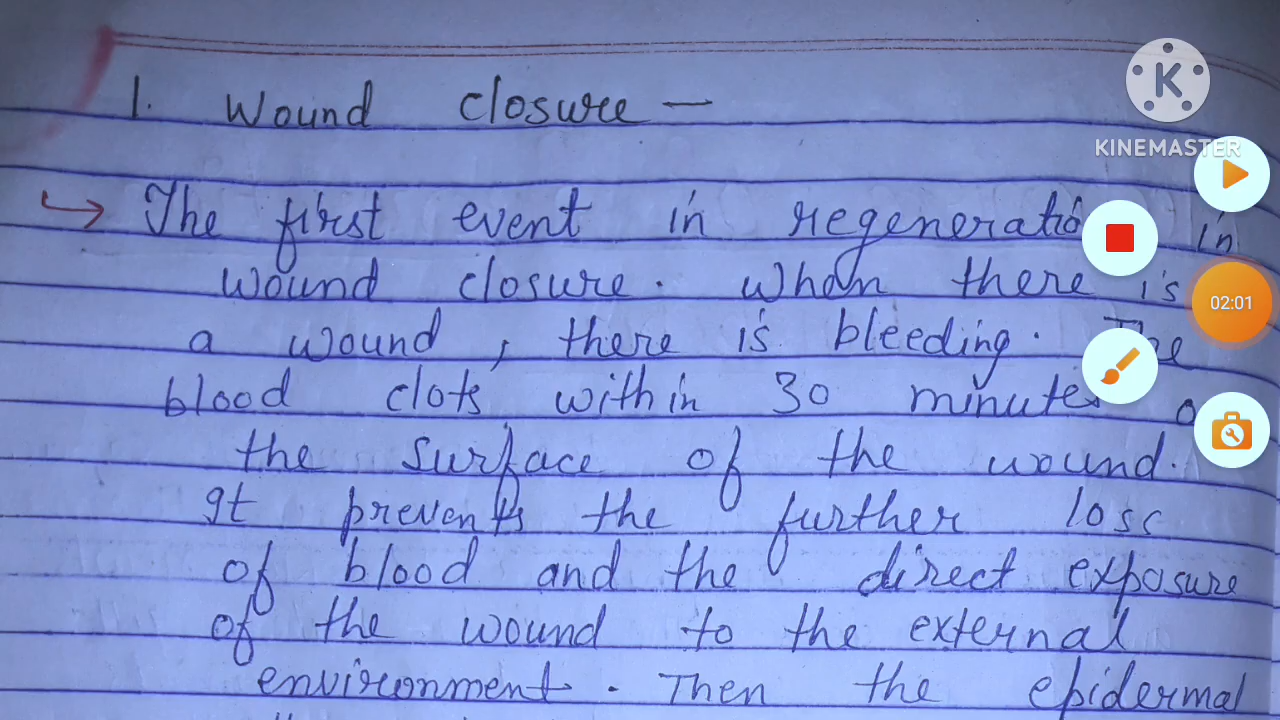 1. Wound closure —
The first event in regeneratio in
wound closure. When there is
a wound, there is bleeding. The
blood clots within 30 minutes o
the surface of the wound.
It prevents the further loss
of blood and the direct exposure
of the wound to the external
environment. Then the epidermal
KINEMASTER
02:01